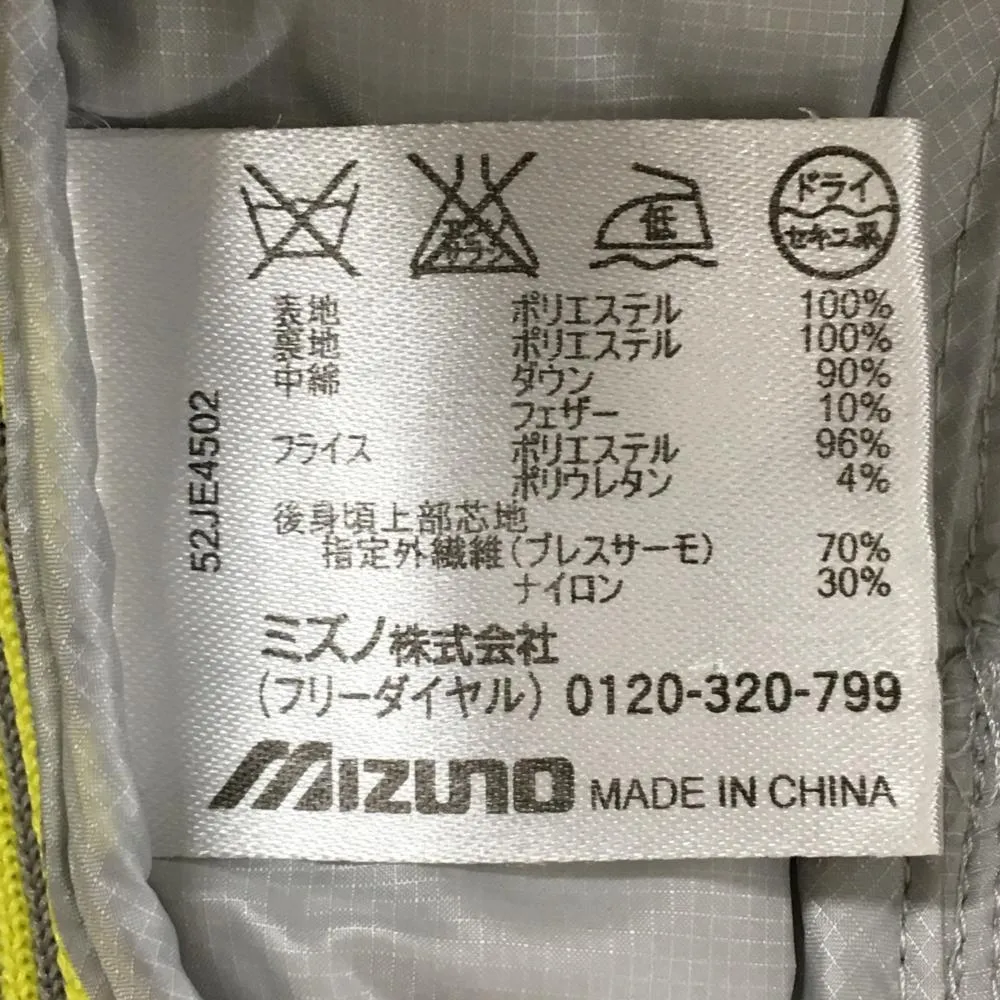 エンソ
サラシ
低
ドライ
セキユ系
表地 ポリエステル 100%
裏地 ポリエステル 100%
中綿 ダウン 90%
フェザー 10%
フライス ポリエステル 96%
ポリウレタン 4%
後身頃上部芯地
指定外繊維(ブレスサーモ) 70%
ナイロン 30%
ミズノ株式会社
(フリーダイヤル) 0120-320-799
MIZUNO MADE IN CHINA
52JE4502